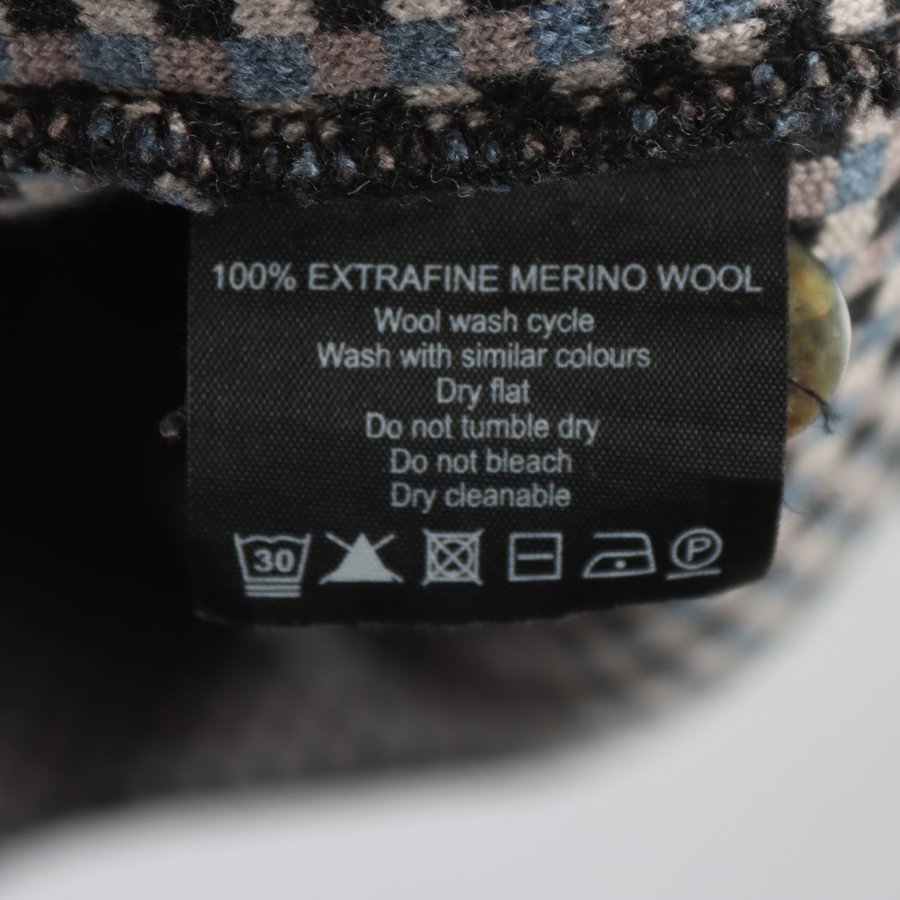 100% EXTRAFINE MERINO WOOL
Wool wash cycle
Wash with similar colours
Dry flat
Do not tumble dry
Do not bleach
Dry cleanable
30 P